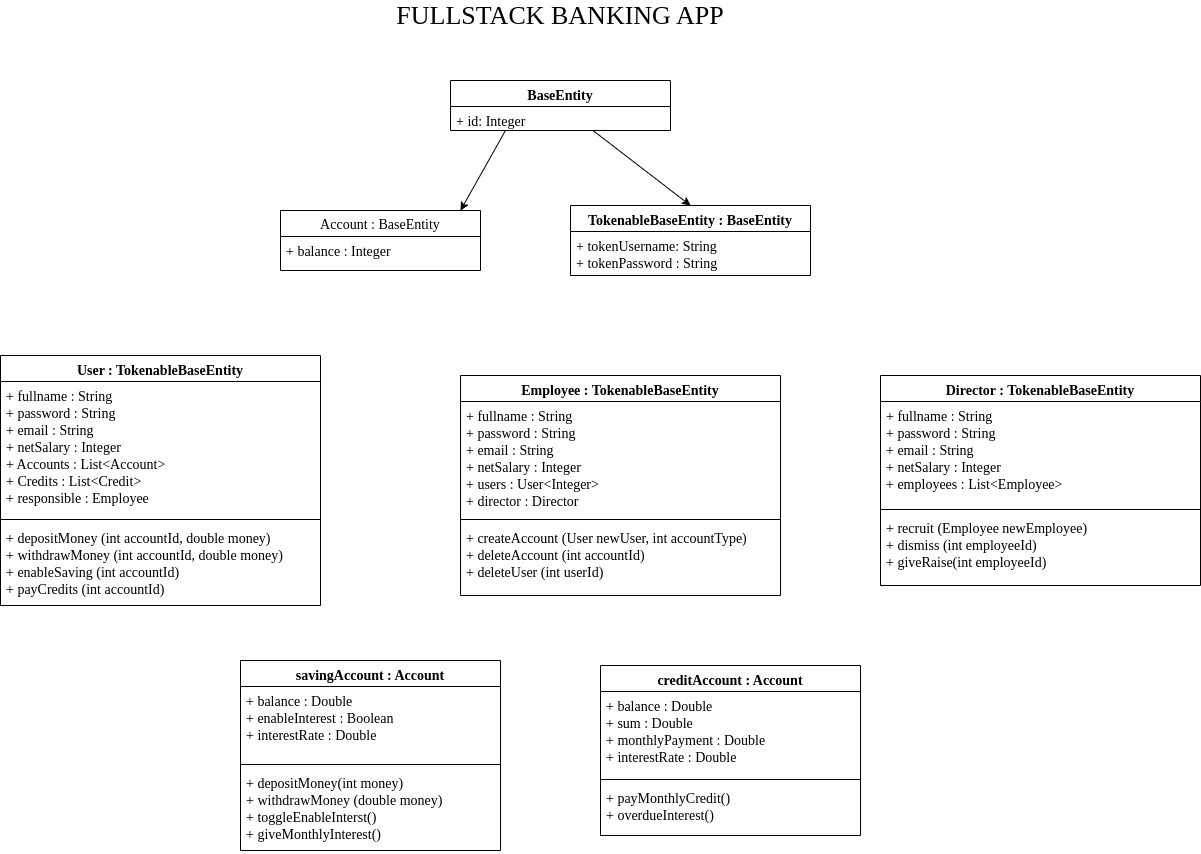 FULLSTACK BANKING APP
BaseEntity
+ id: Integer
Account : BaseEntity
+ balance : Integer
TokenableBaseEntity : BaseEntity
+ tokenUsername: String
+ tokenPassword : String
User : TokenableBaseEntity
+ fullname : String
+ password : String
+ email : String
+ netSalary : Integer
+ Accounts : List<Account>
+ Credits : List<Credit>
+ responsible : Employee
+ depositMoney (int accountId, double money)
+ withdrawMoney (int accountId, double money)
+ enableSaving (int accountId)
+ payCredits (int accountId)
Employee : TokenableBaseEntity
+ fullname : String
+ password : String
+ email : String
+ netSalary : Integer
+ users : User<Integer>
+ director : Director
+ createAccount (User newUser, int accountType)
+ deleteAccount (int accountId)
+ deleteUser (int userId)
Director : TokenableBaseEntity
+ fullname : String
+ password : String
+ email : String
+ netSalary : Integer
+ employees : List<Employee>
+ recruit (Employee newEmployee)
+ dismiss (int employeeId)
+ giveRaise(int employeeId)
savingAccount : Account
+ balance : Double
+ enableInterest : Boolean
+ interestRate : Double
+ depositMoney(int money)
+ withdrawMoney (double money)
+ toggleEnableInterst()
+ giveMonthlyInterest()
creditAccount : Account
+ balance : Double
+ sum : Double
+ monthlyPayment : Double
+ interestRate : Double
+ payMonthlyCredit()
+ overdueInterest()